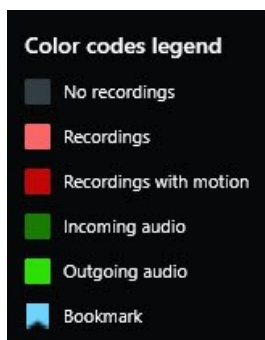 Color codes legend
No recordings
Recordings
Recordings with motion
Incoming audio
Outgoing audio
Bookmark